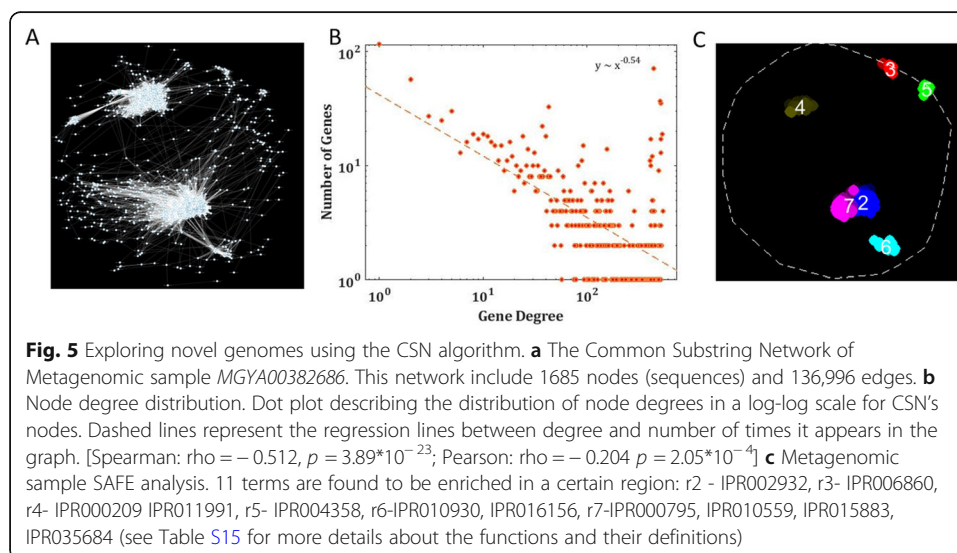 A
B
C
10²
10¹
10⁰
Number of Genes
y ~ x^-0.54
10⁰
10¹
10²
Gene Degree
3
5
4
2
7
6
Fig. 5 Exploring novel genomes using the CSN algorithm. a The Common Substring Network of
Metagenomic sample MGYA00382686. This network include 1685 nodes (sequences) and 136,996 edges. b
Node degree distribution. Dot plot describing the distribution of node degrees in a log-log scale for CSN's
nodes. Dashed lines represent the regression lines between degree and number of times it appears in the
graph. [Spearman: rho = − 0.512, p = 3.89*10⁻ ²³; Pearson: rho = − 0.204 p = 2.05*10⁻ ⁴] c Metagenomic
sample SAFE analysis. 11 terms are found to be enriched in a certain region: r2 - IPR002932, r3- IPR006860,
r4- IPR000209 IPR011991, r5- IPR004358, r6-IPR010930, IPR016156, r7-IPR000795, IPR010559, IPR015883,
IPR035684 (see Table S15 for more details about the functions and their definitions)